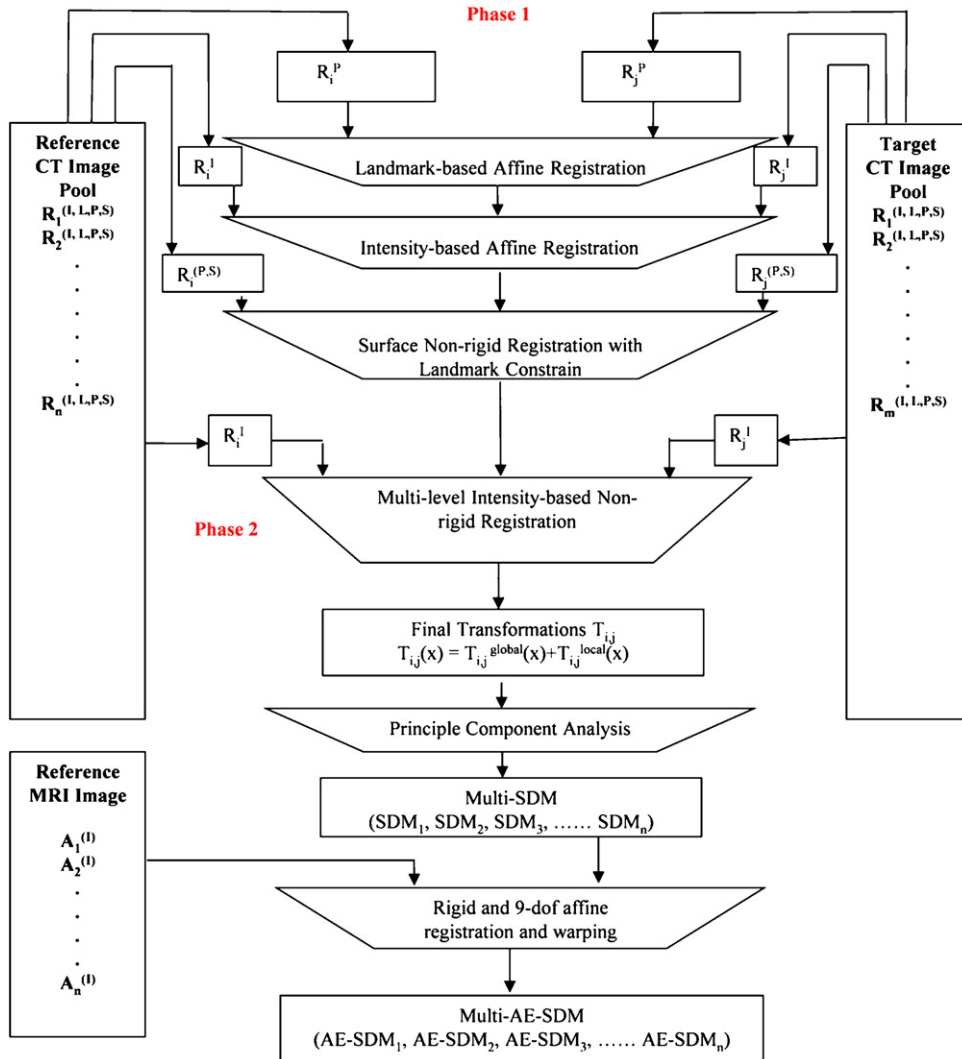 Phase 1
R_i^P
R_j^P
Reference
CT Image
Pool
R_1^(I, L,P,S)
R_2^(I, L,P,S)
.
.
.
.
.
.
R_n^(I, L,P,S)
R_i^I
Landmark-based Affine Registration
R_j^I
Target
CT Image
Pool
R_1^(I, L,P,S)
R_2^(I, L,P,S)
.
.
.
.
.
.
R_m^(I, L,P,S)
Intensity-based Affine Registration
R_i^(P,S)
R_j^(P,S)
Surface Non-rigid Registration with
Landmark Constrain
R_i^I
R_j^I
Multi-level Intensity-based Non-
rigid Registration
Phase 2
Final Transformations T_i,j
T_i,j(x) = T_i,j^global(x)+T_i,j^local(x)
Principle Component Analysis
Reference
MRI Image
A_1^(I)
A_2^(I)
.
.
.
.
A_n^(I)
Multi-SDM
(SDM_1, SDM_2, SDM_3, …… SDM_n)
Rigid and 9-dof affine
registration and warping
Multi-AE-SDM
(AE-SDM_1, AE-SDM_2, AE-SDM_3, …… AE-SDM_n)